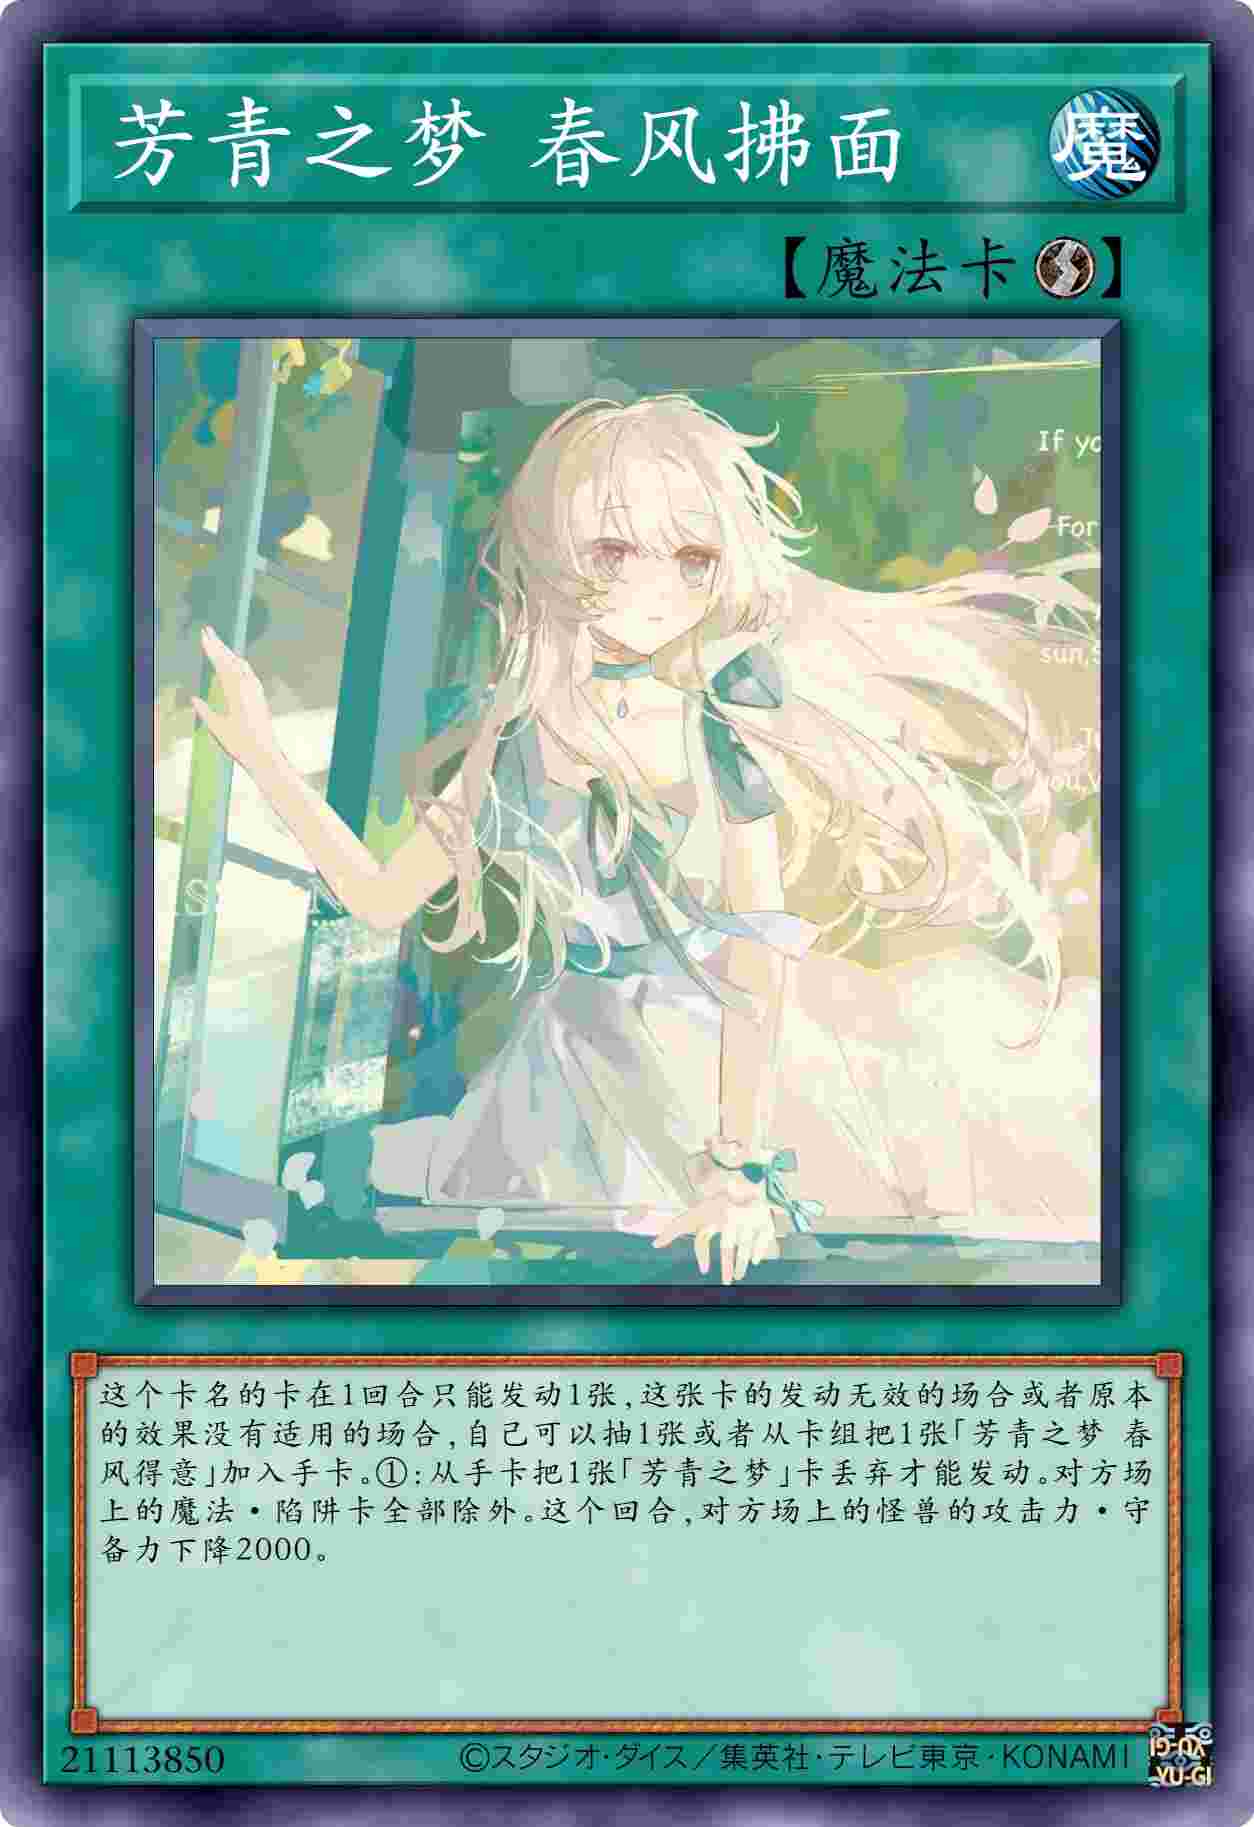 芳青之梦 春风拂面
魔
【魔法卡】
If yo
For
sun,S
you,w
这个卡名的卡在1回合只能发动1张,这张卡的发动无效的场合或者原本
的效果没有适用的场合,自己可以抽1张或者从卡组把1张「芳青之梦 春
风得意」加入手卡。①:从手卡把1张「芳青之梦」卡丢弃才能发动。对方场
上的魔法·陷阱卡全部除外。这个回合,对方场上的怪兽的攻击力·守
备力下降2000。
21113850
©スタジオ·ダイス/集英社·テレビ東京·KONAMI
YU-GI
YU-GI